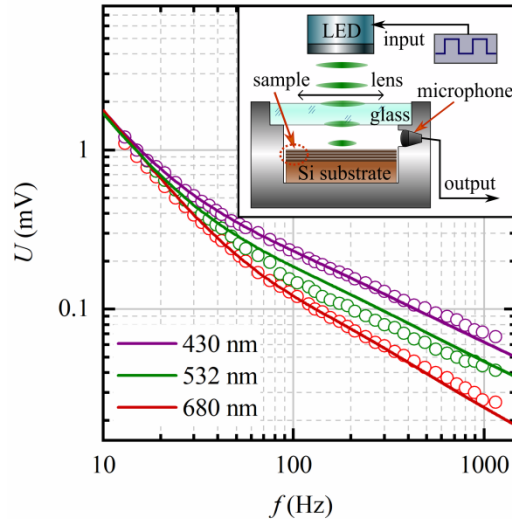 LED
input
sample
lens
microphone
glass
Si substrate
output
U (mV)
1
0.1
430 nm
532 nm
680 nm
10
100
1000
f (Hz)